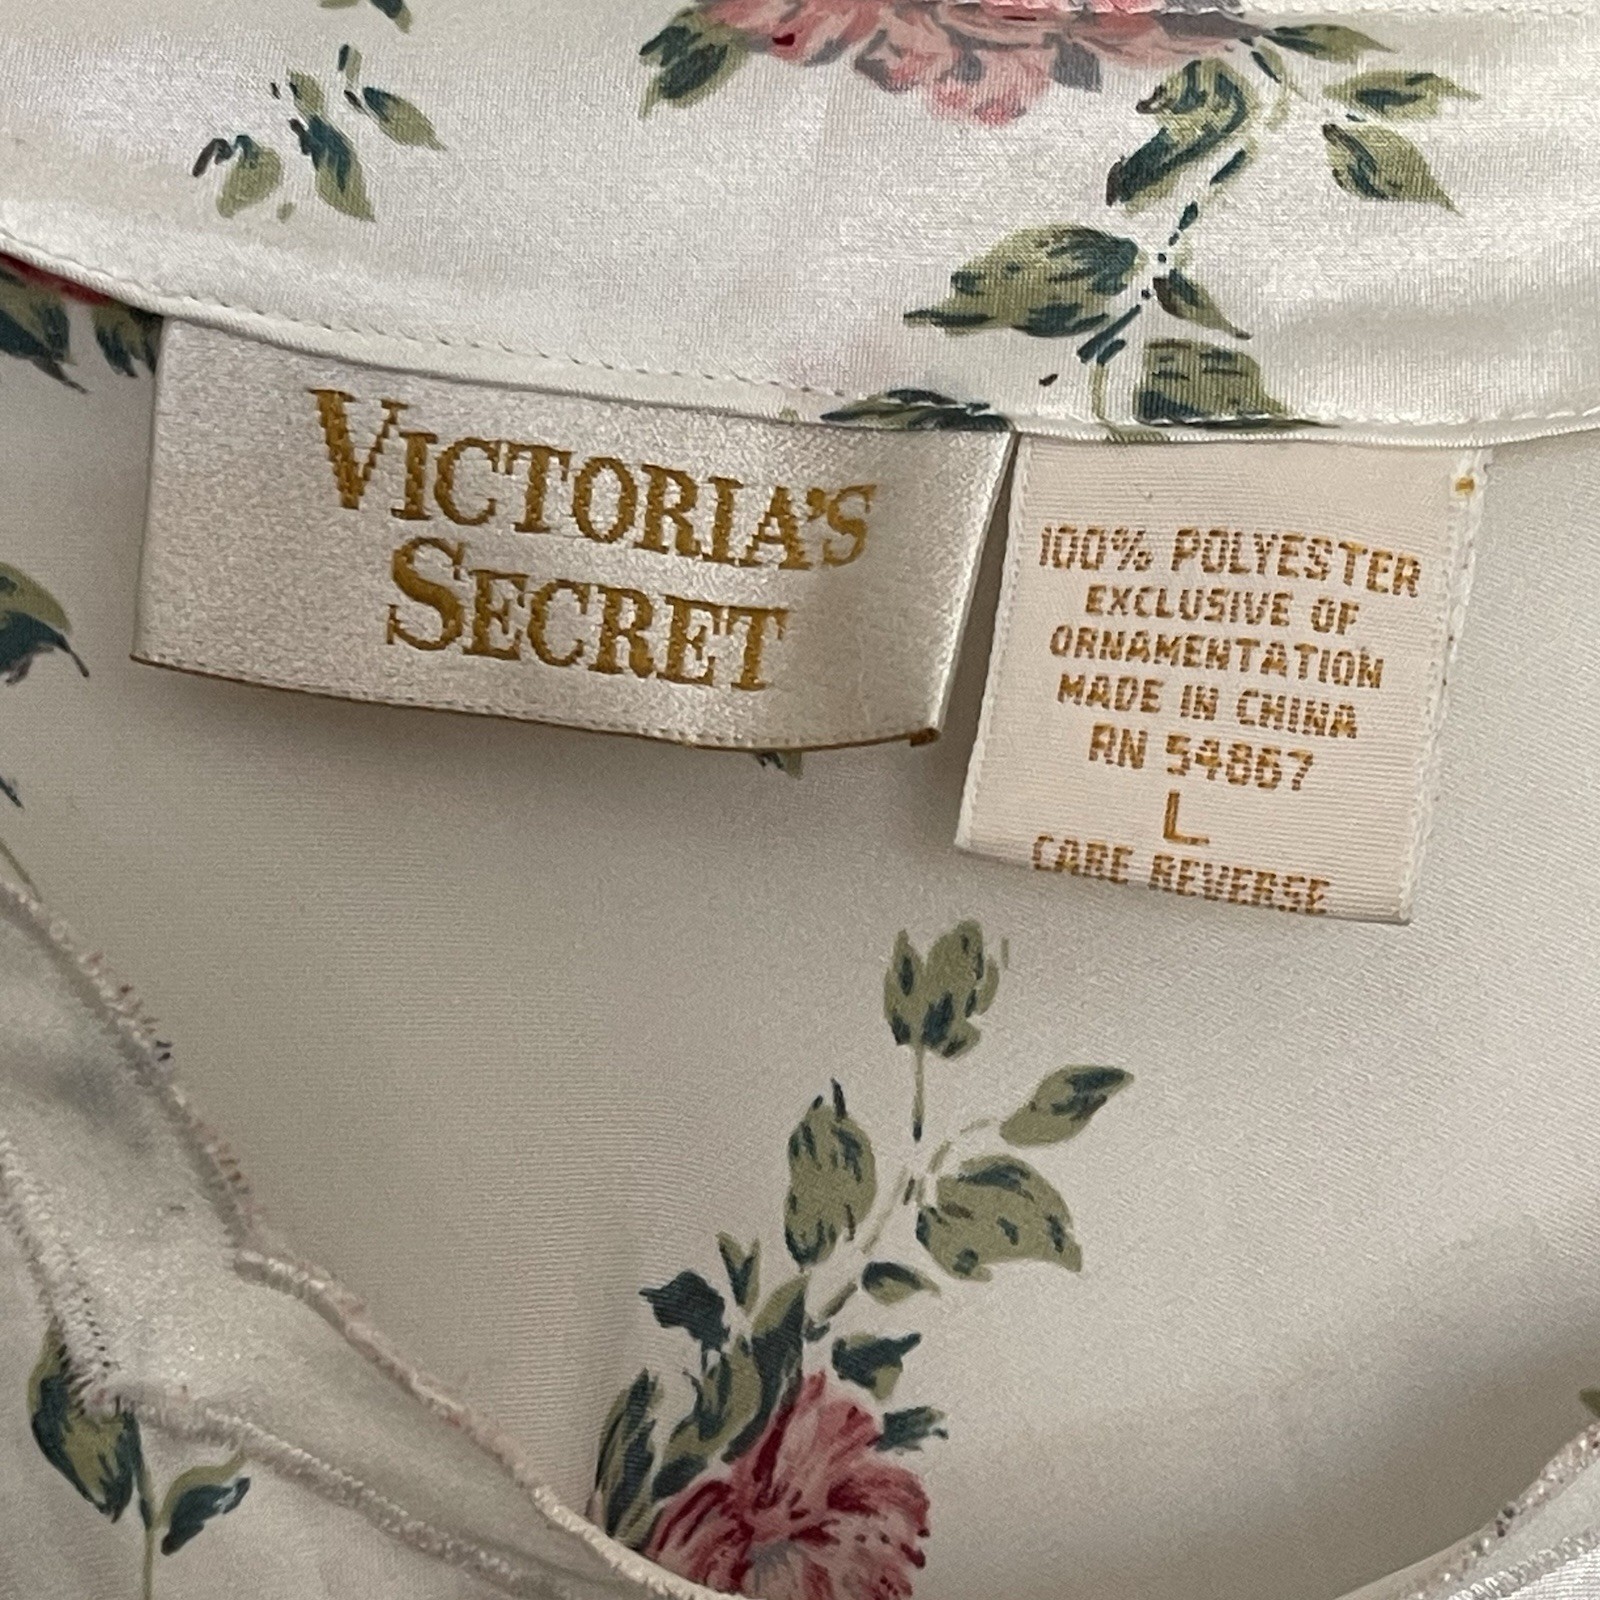 VICTORIA'S
SECRET
100% POLYESTER
EXCLUSIVE OF
ORNAMENTATION
MADE IN CHINA
RN 54867
L
CARE REVERSE